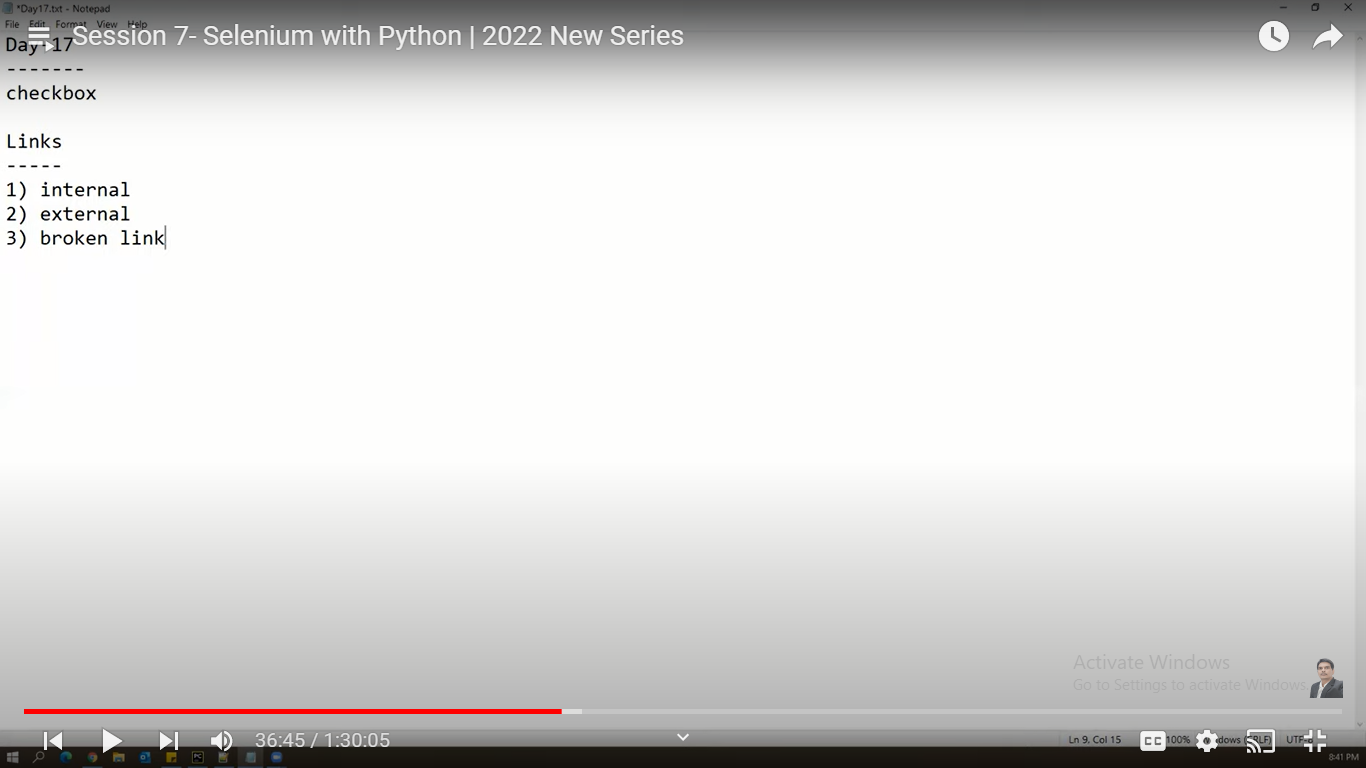 *Day17.txt - Notepad
File Edit Format View Help
Session 7- Selenium with Python | 2022 New Series
Day-17
-------
checkbox
Links
-----
1) internal
2) external
3) broken link
Activate Windows
Go to Settings to activate Windows
36:45 / 1:30:05
Ln 9, Col 15
CC
100%
8:41 PM